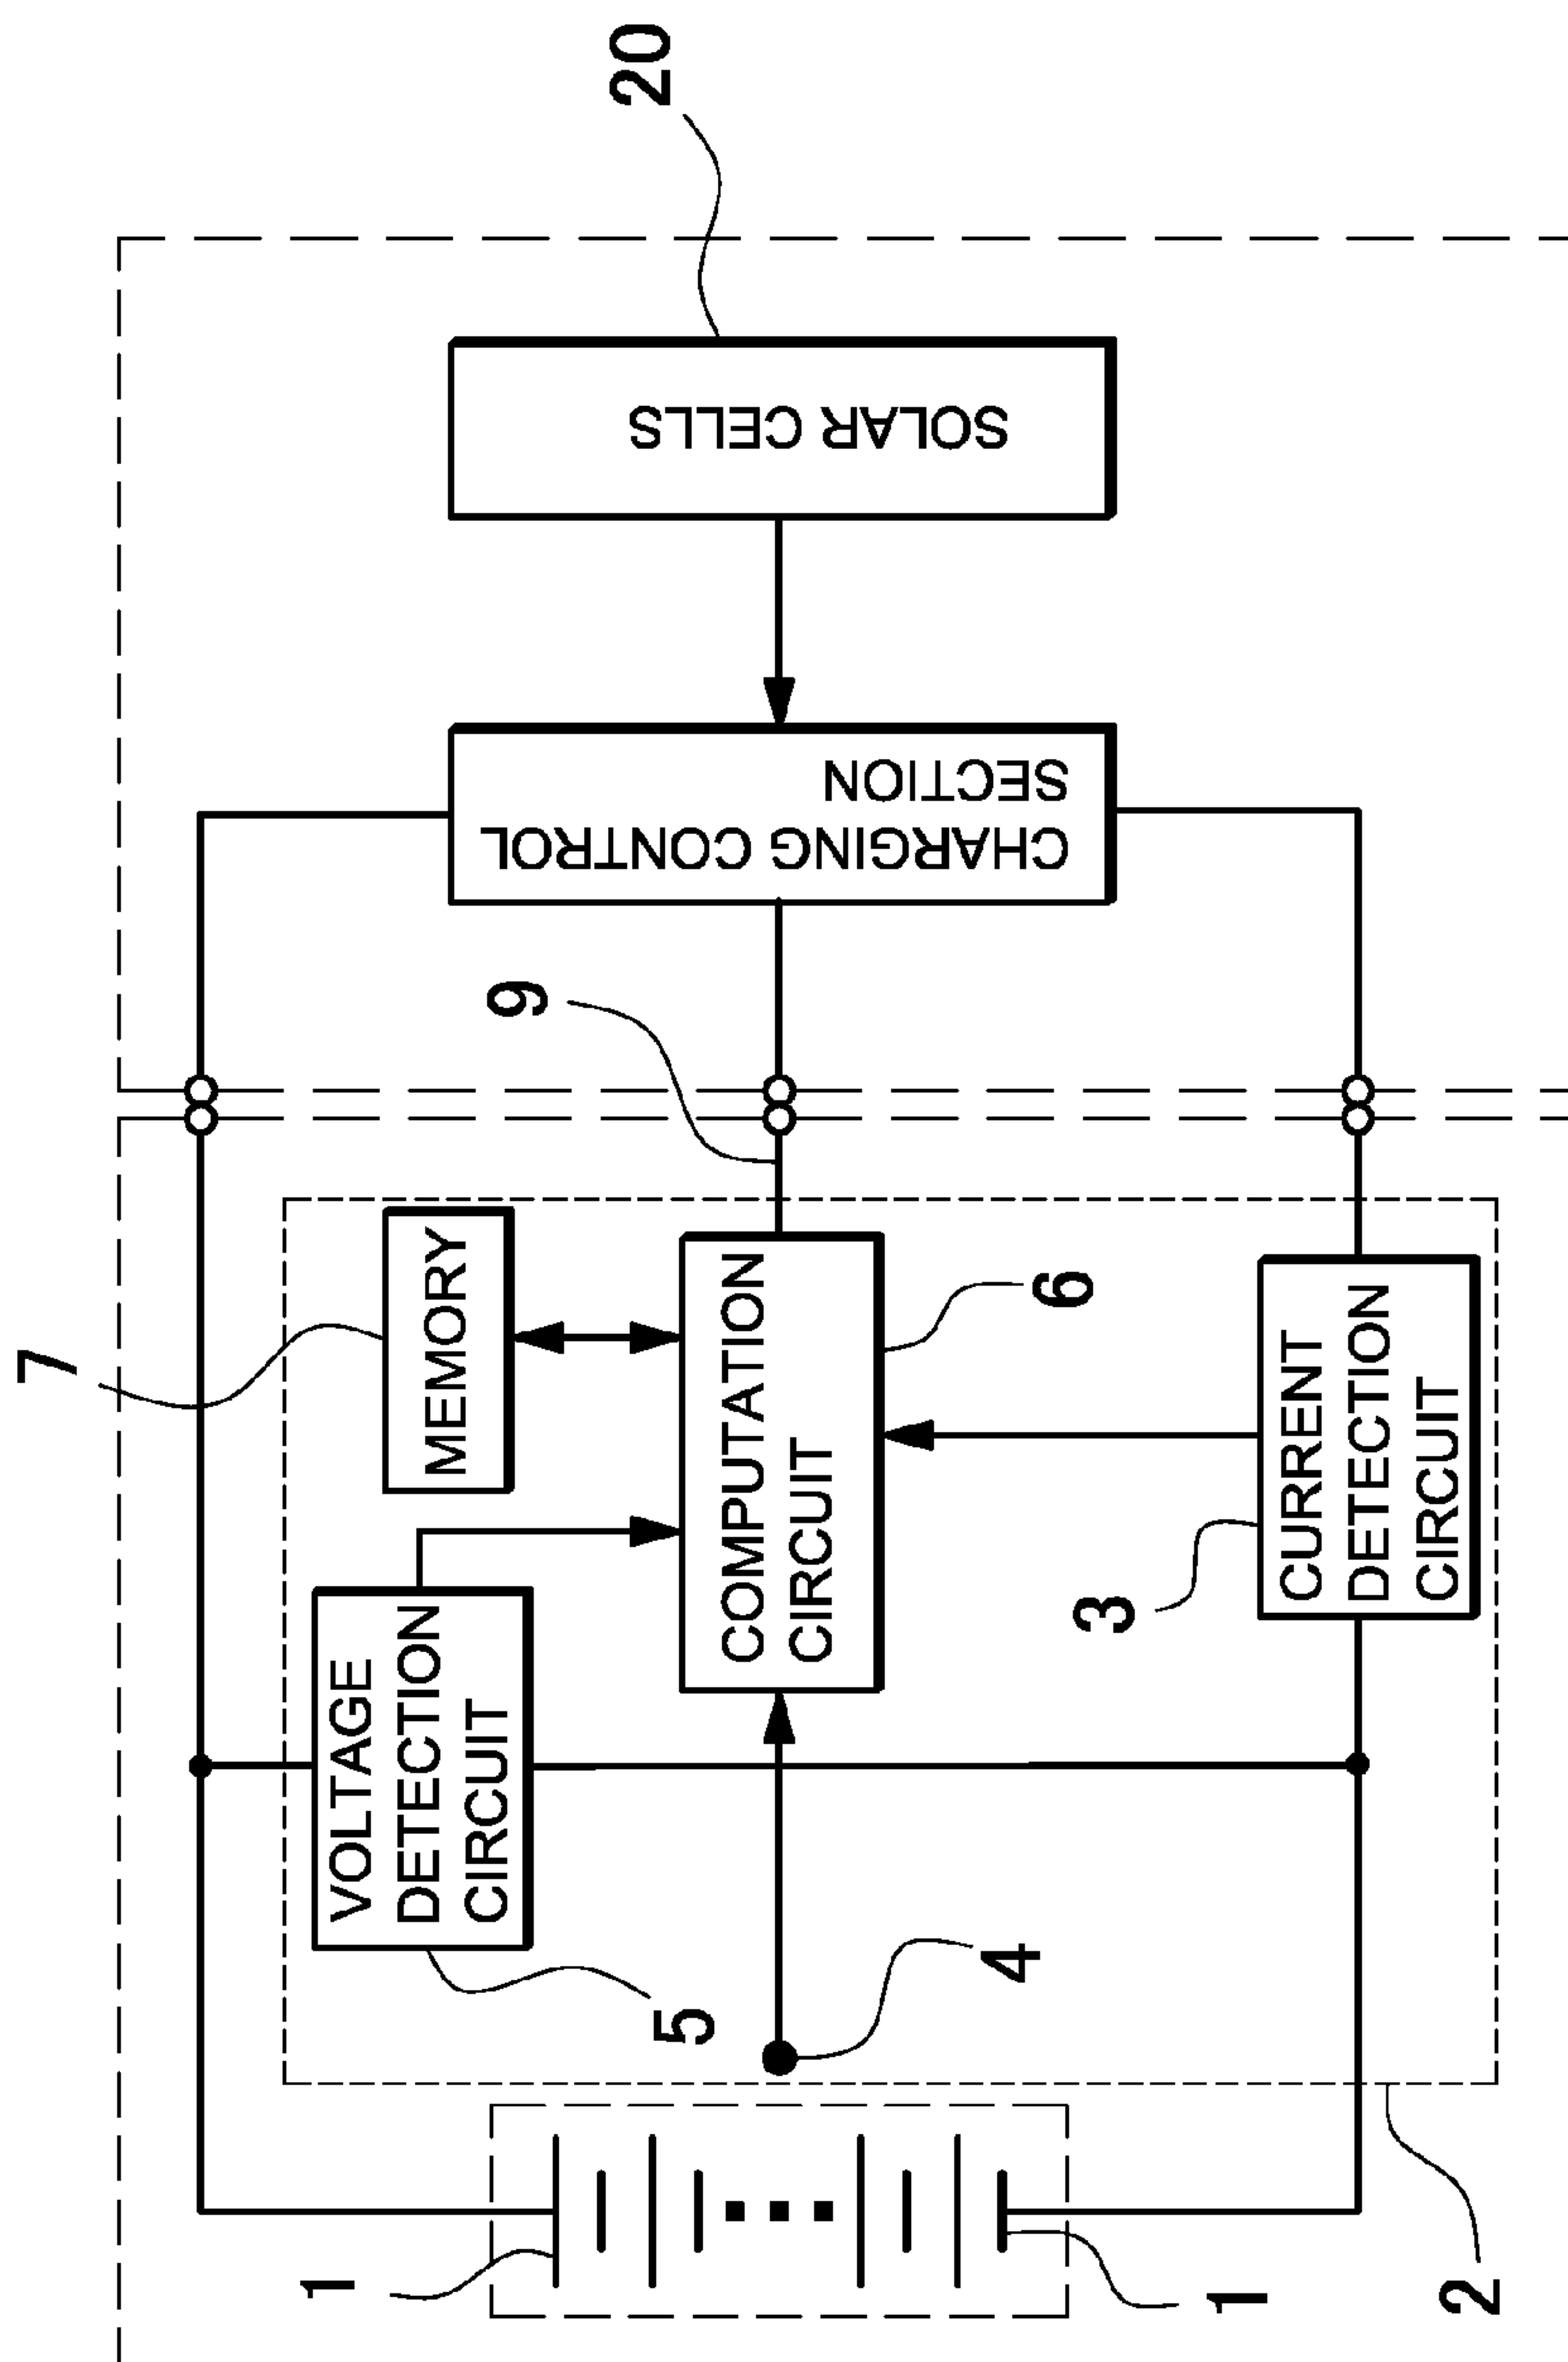 7
MEMORY
VOLTAGE
DETECTION
CIRCUIT
5
1
9
COMPUTATION
CIRCUIT
6
4
3
CURRENT
DETECTION
CIRCUIT
1
2
CHARGING CONTROL
SECTION
SOLAR CELLS
20